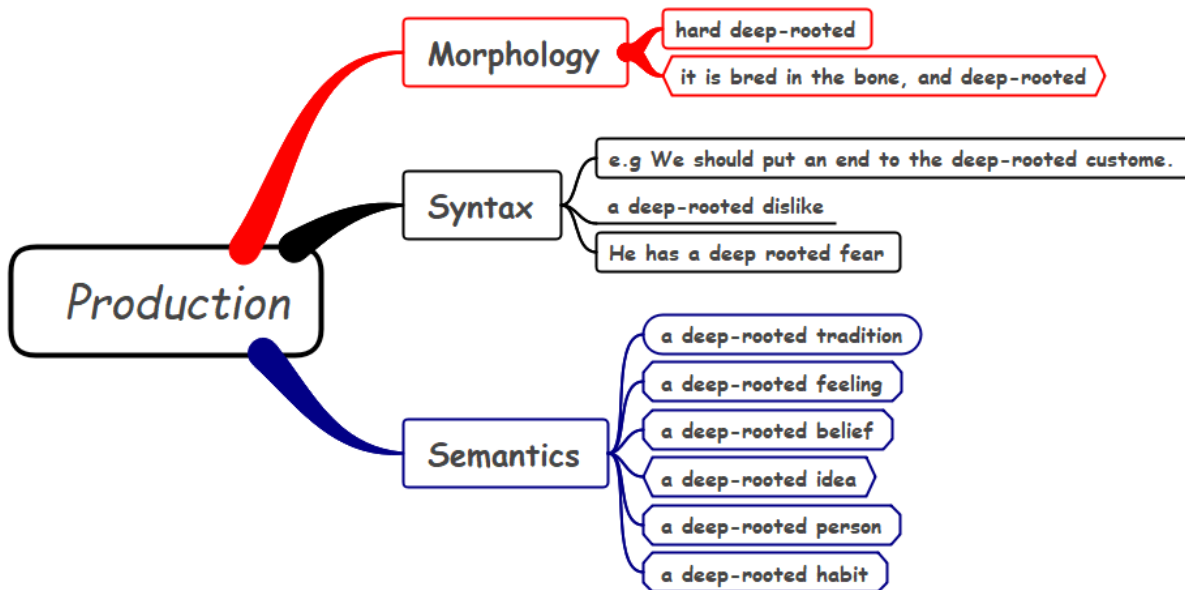 Production
Morphology
hard deep-rooted
it is bred in the bone, and deep-rooted
Syntax
e.g We should put an end to the deep-rooted custome.
a deep-rooted dislike
He has a deep rooted fear
Semantics
a deep-rooted tradition
a deep-rooted feeling
a deep-rooted belief
a deep-rooted idea
a deep-rooted person
a deep-rooted habit